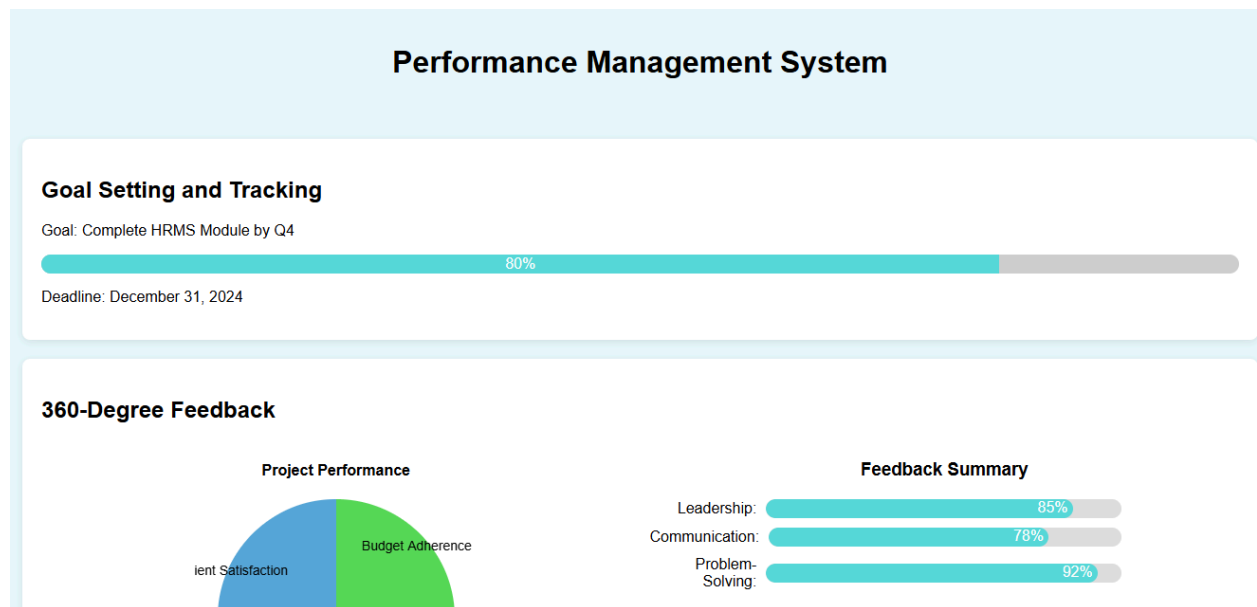 Performance Management System
Goal Setting and Tracking
Goal: Complete HRMS Module by Q4
80%
Deadline: December 31, 2024
360-Degree Feedback
Project Performance
Budget Adherence
ient Satisfaction
Feedback Summary
Leadership: 85%
Communication: 78%
Problem-
Solving: 92%